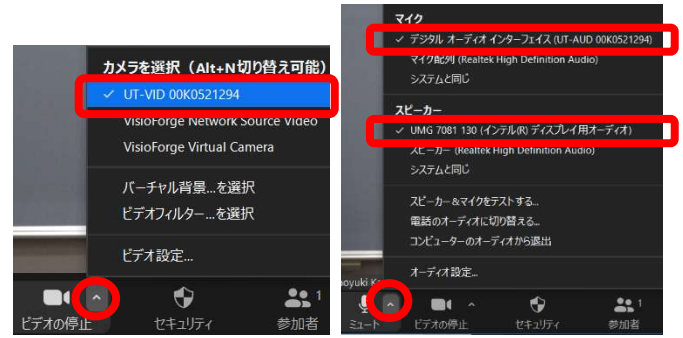 カメラを選択（Alt+N切り替え可能）
UT-VID 00K0521294
VisioForge Network Source Video
VisioForge Virtual Camera
バーチャル背景...を選択
ビデオフィルター...を選択
ビデオ設定...
ビデオの停止
セキュリティ
1
参加者
マイク
デジタル オーディオ インターフェイス (UT-AUD 00K0521294)
マイク配列 (Realtek High Definition Audio)
システムと同じ
スピーカー
UMG 7081 130 (インテル(R) ディスプレイ用オーディオ)
スピーカー (Realtek High Definition Audio)
システムと同じ
スピーカー&マイクをテストする...
電話のオーディオに切り替える...
コンピューターのオーディオから退出
オーディオ設定...
ミュート
ビデオの停止
セキュリティ
1
参加者